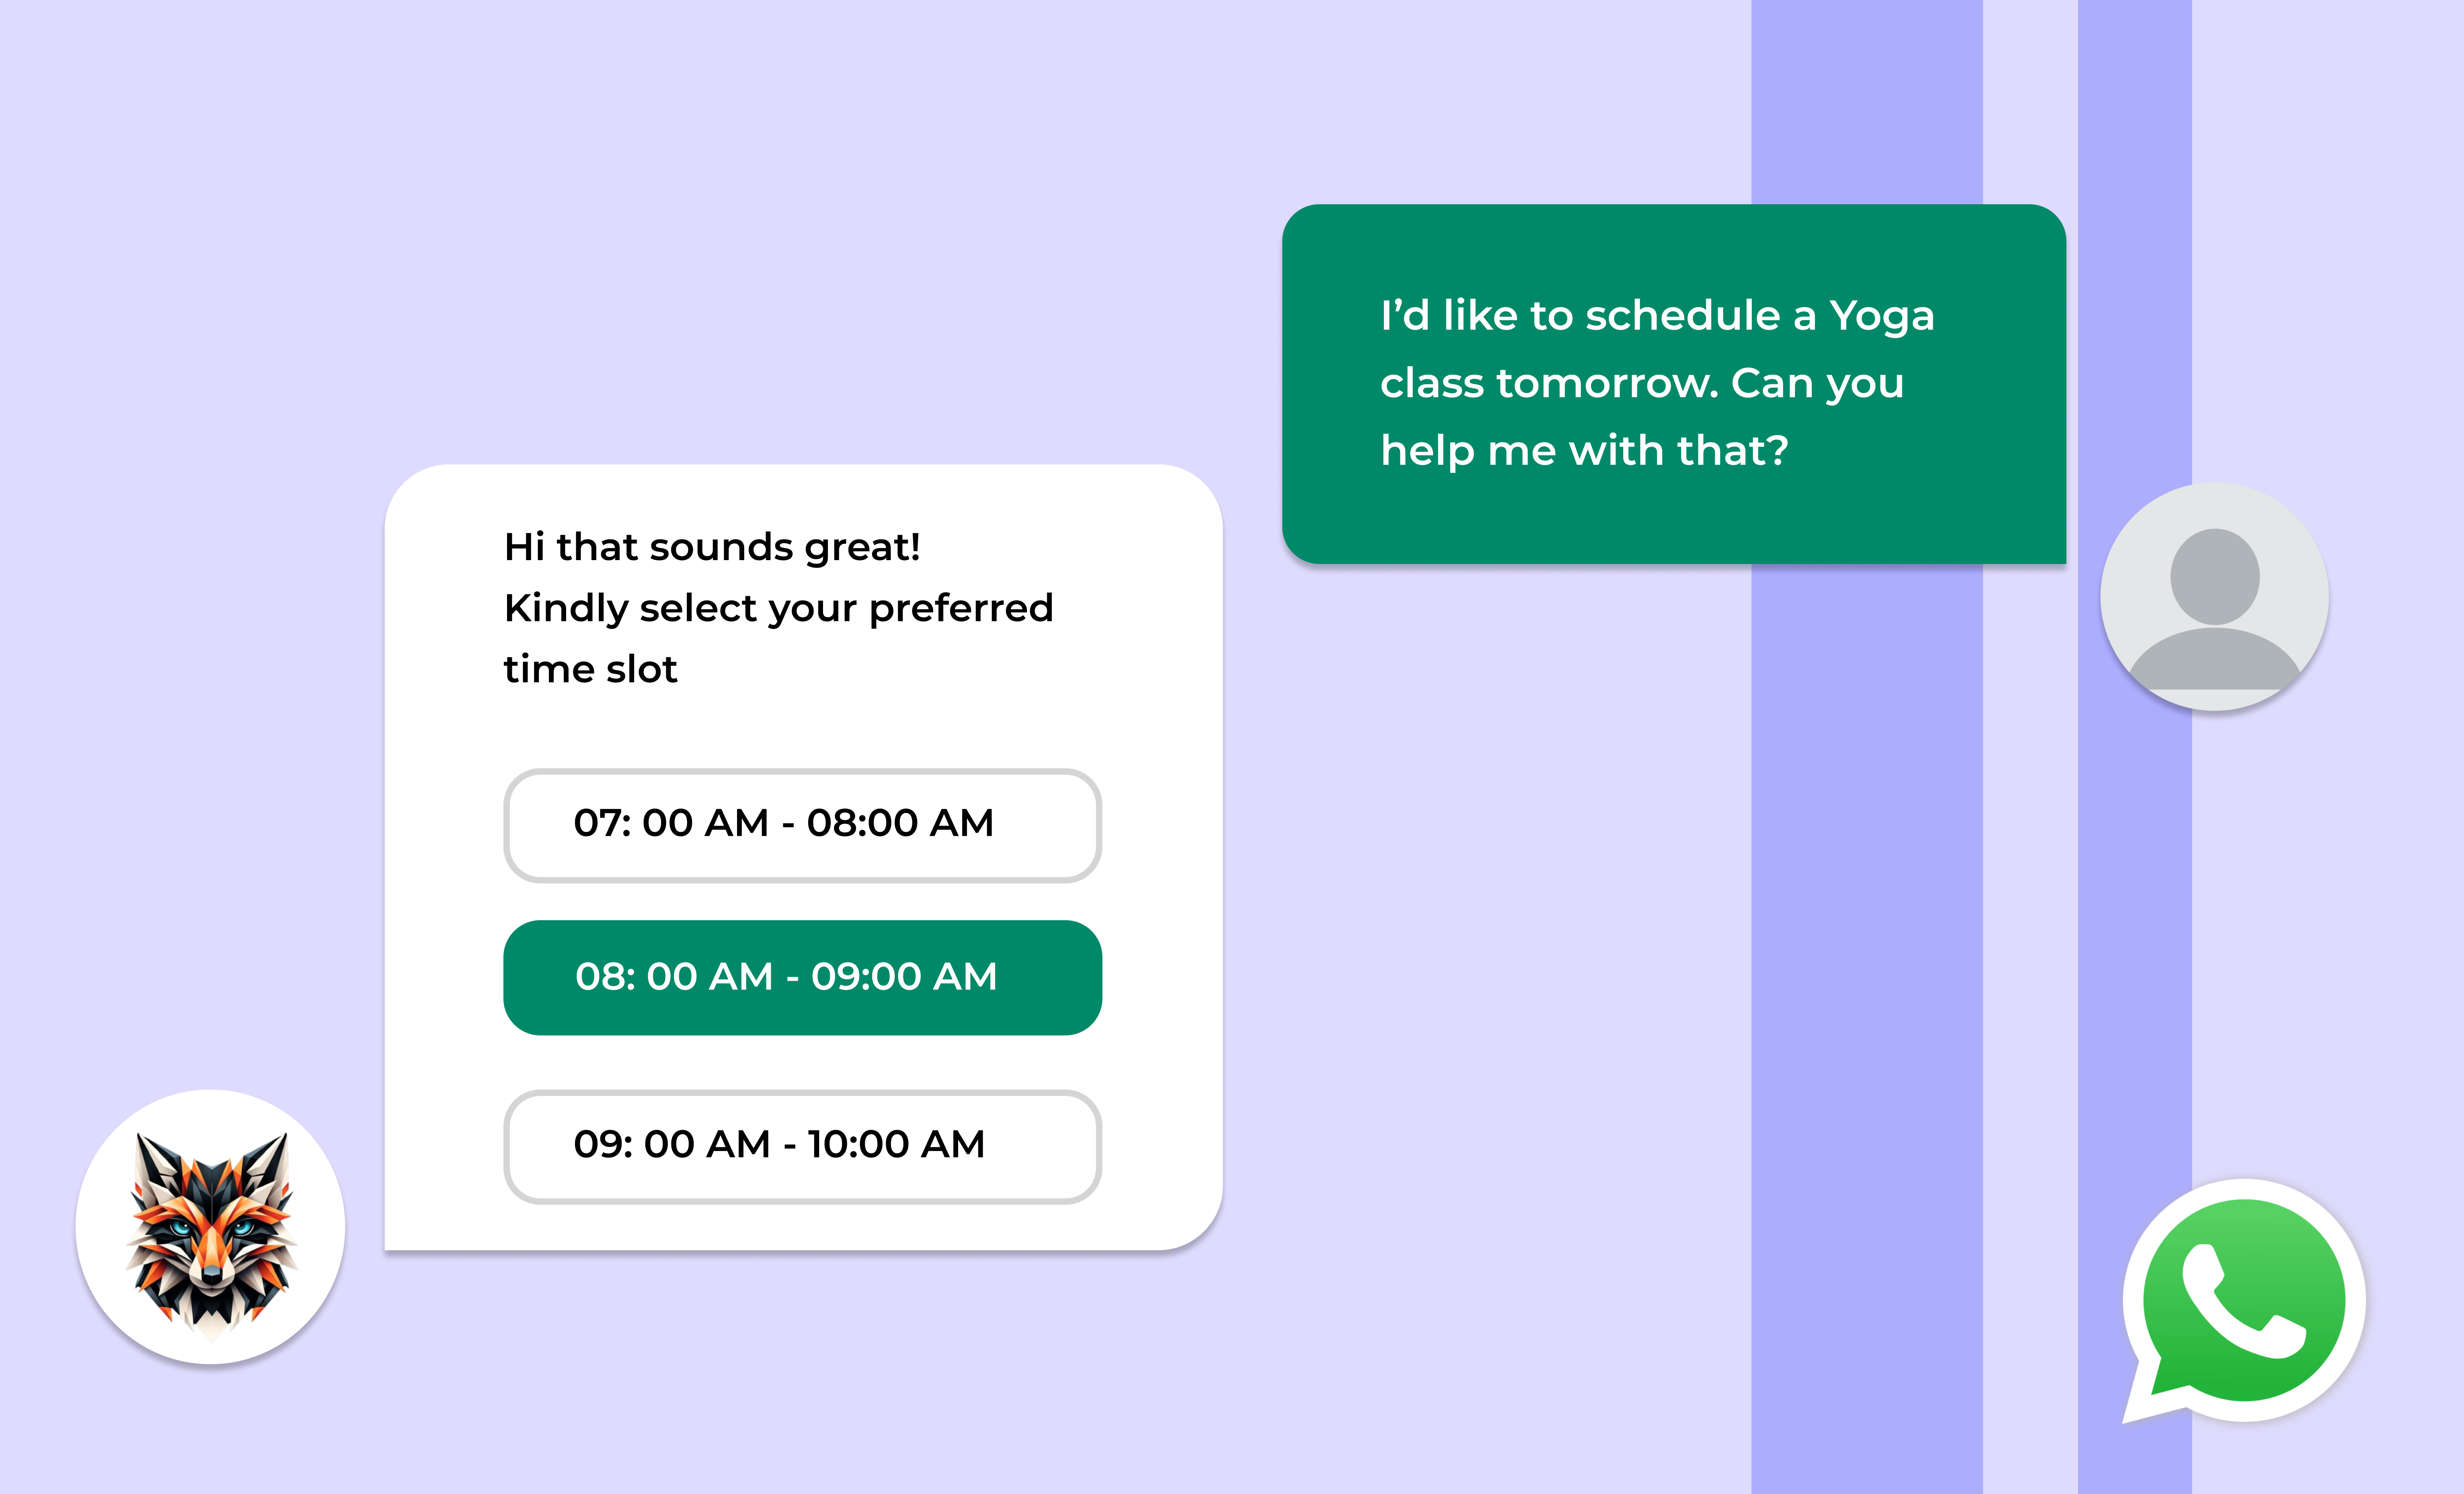 I’d like to schedule a Yoga
class tomorrow. Can you
help me with that?
Hi that sounds great!
Kindly select your preferred
time slot
07: 00 AM - 08:00 AM
08: 00 AM - 09:00 AM
09: 00 AM - 10:00 AM